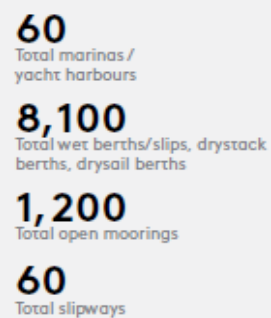 60
Total marinas/
yacht harbours
8,100
Total wet berths/slips, drystack
berths, drysail berths
1,200
Total open moorings
60
Total slipways